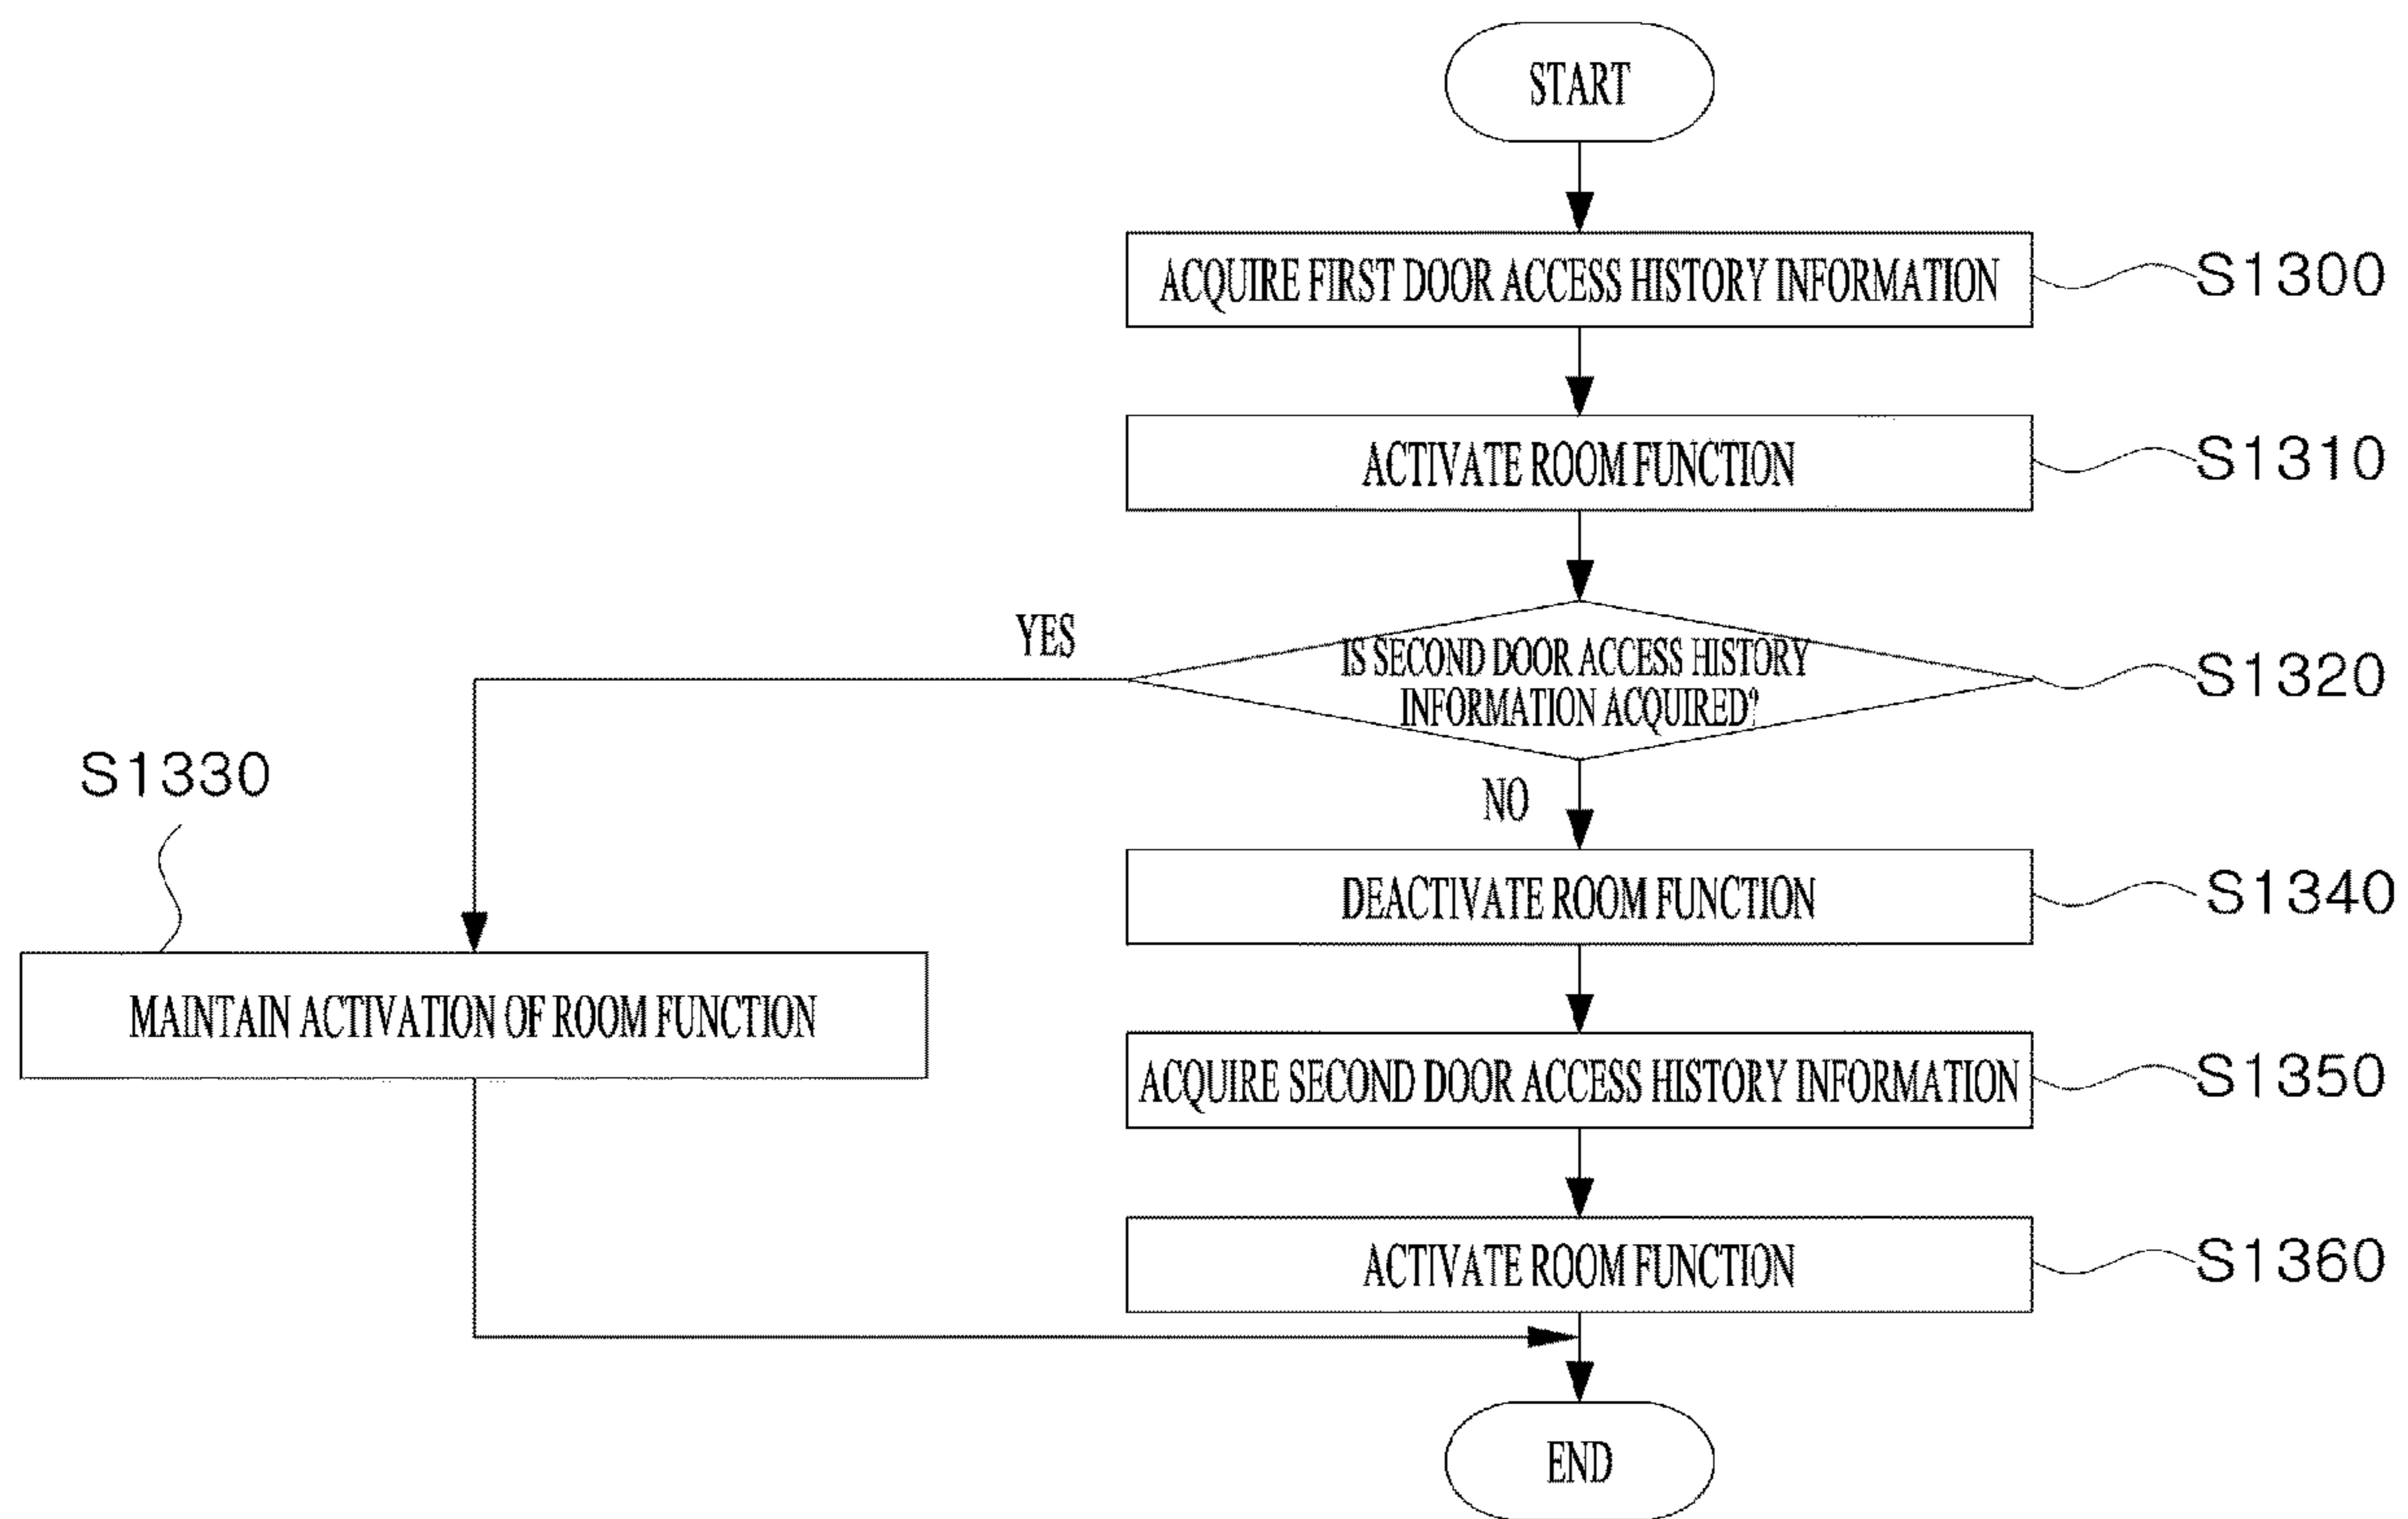 START
ACQUIRE FIRST DOOR ACCESS HISTORY INFORMATION
S1300
ACTIVATE ROOM FUNCTION
S1310
YES
IS SECOND DOOR ACCESS HISTORY
INFORMATION ACQUIRED?
S1320
S1330
NO
DEACTIVATE ROOM FUNCTION
S1340
MAINTAIN ACTIVATION OF ROOM FUNCTION
ACQUIRE SECOND DOOR ACCESS HISTORY INFORMATION
S1350
ACTIVATE ROOM FUNCTION
S1360
END